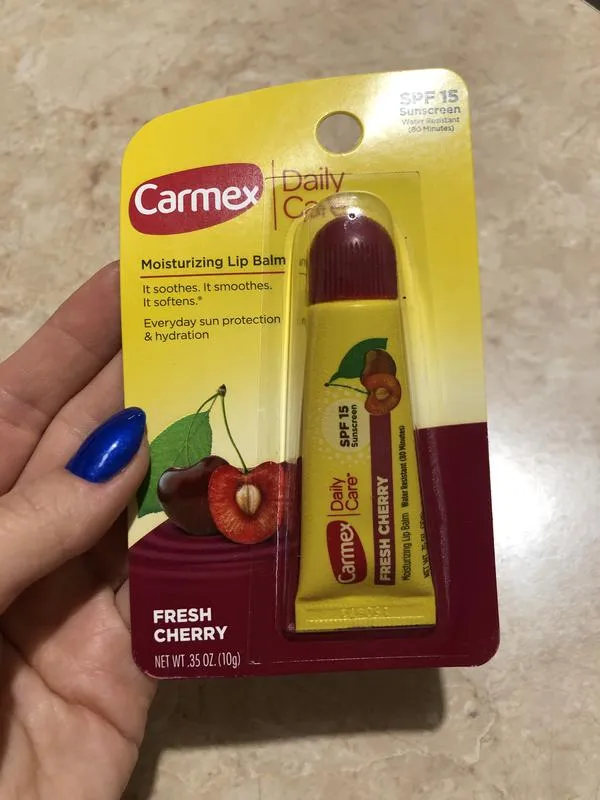 SPF 15
Sunscreen
Water Resistant
(80 Minutes)
Carmex
Daily
Care
Moisturizing Lip Balm
It soothes. It smoothes.
It softens.®
Everyday sun protection
& hydration
SPF 15
Sunscreen
Carmex
Daily
Care™
FRESH CHERRY
Moisturizing Lip Balm Water Resistant (80 Minutes)
FRESH
CHERRY
NET WT .35 OZ. (10g)